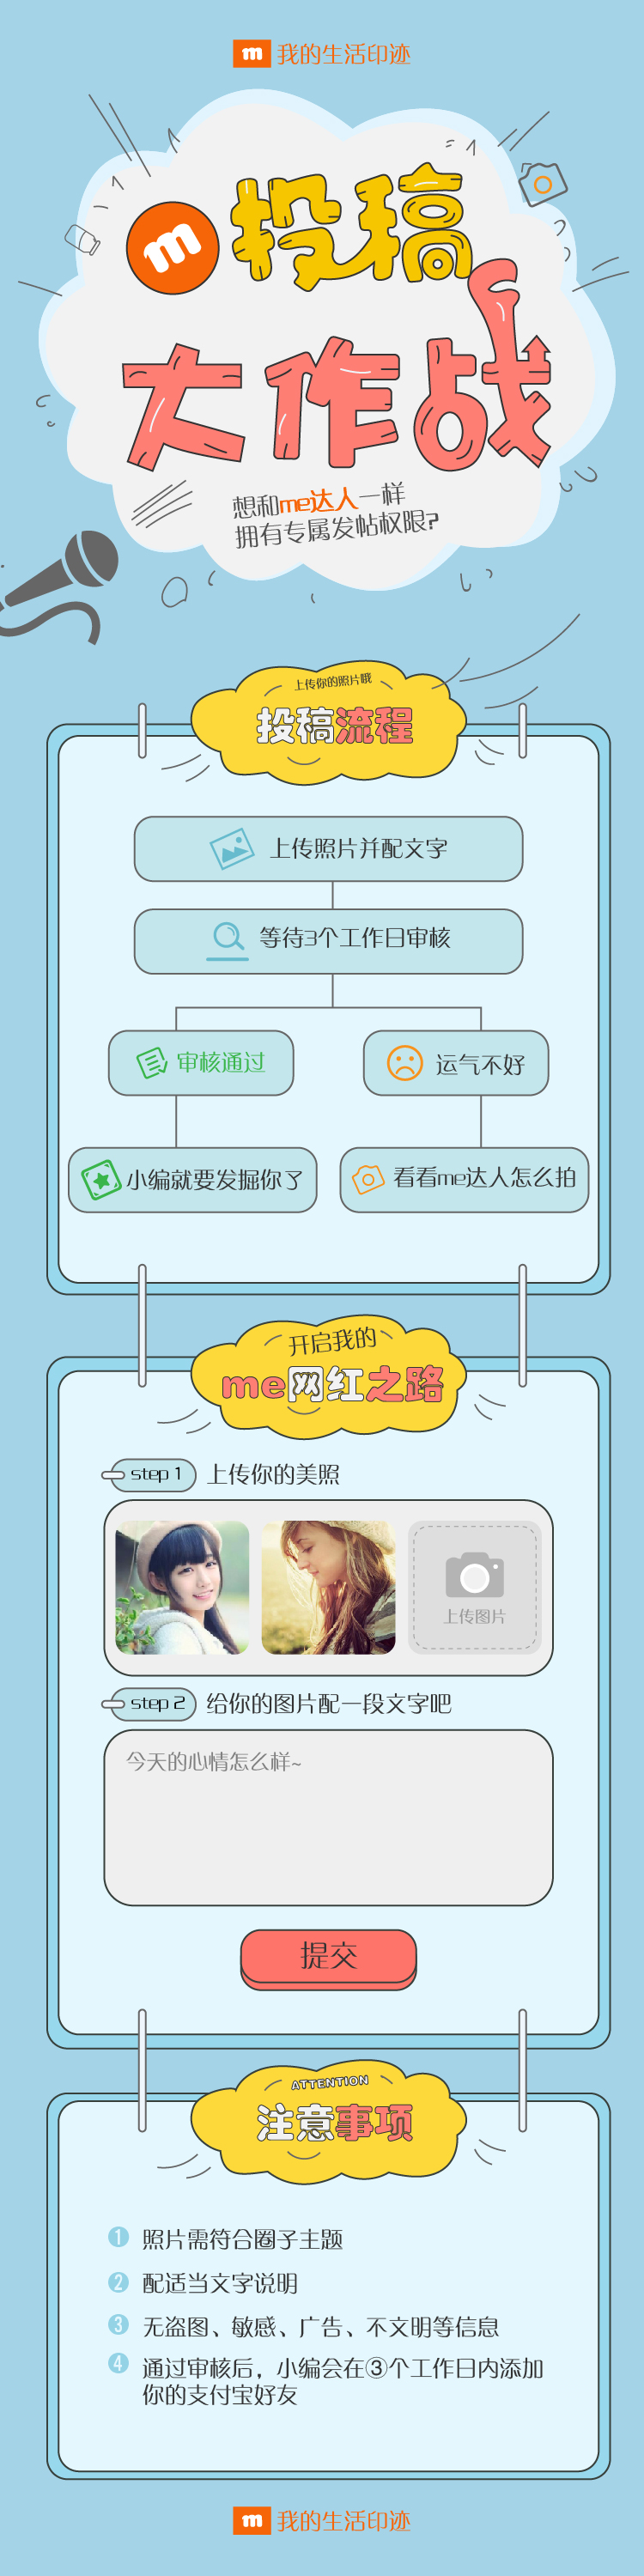 m 我的生活印迹
m 投稿
大作战
想和me达人一样
拥有专属发帖权限?
上传你的照片哦
投稿流程
上传照片并配文字
等待3个工作日审核
审核通过
运气不好
小编就要发掘你了
看看me达人怎么拍
开启我的
me网红之路
step 1 上传你的美照
上传图片
step 2 给你的图片配一段文字吧
今天的心情怎么样~
提交
ATTENTION
注意事项
1 照片需符合圈子主题
2 配适当文字说明
3 无盗图、敏感、广告、不文明等信息
4 通过审核后，小编会在③个工作日内添加
你的支付宝好友
m 我的生活印迹